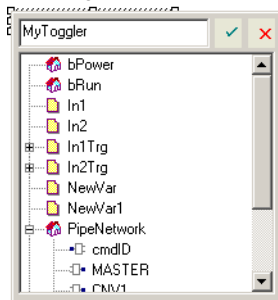 MyToggler
bPower
bRun
In1
In2
In1Trg
In2Trg
NewVar
NewVar1
PipeNetwork
cmdID
MASTER
CNV1